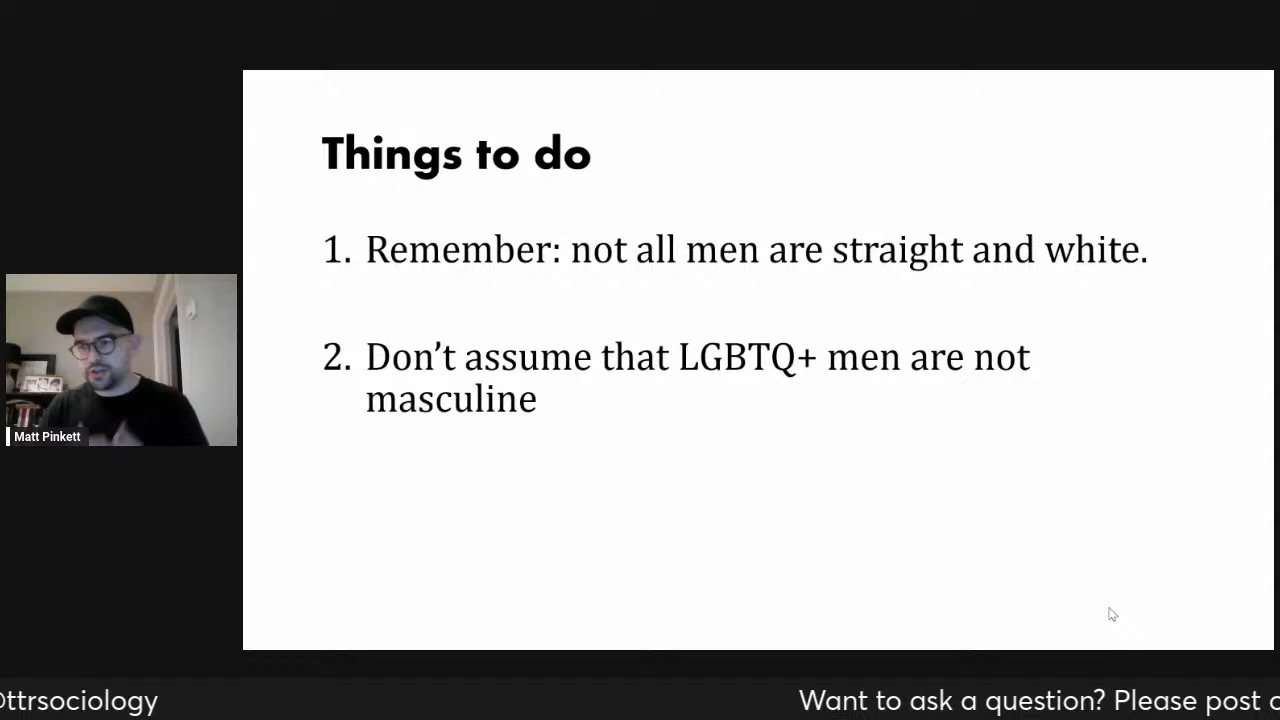 Things to do
1. Remember: not all men are straight and white.
2. Don’t assume that LGBTQ+ men are not
masculine
Matt Pinkett
@ttrsociology
Want to ask a question? Please post